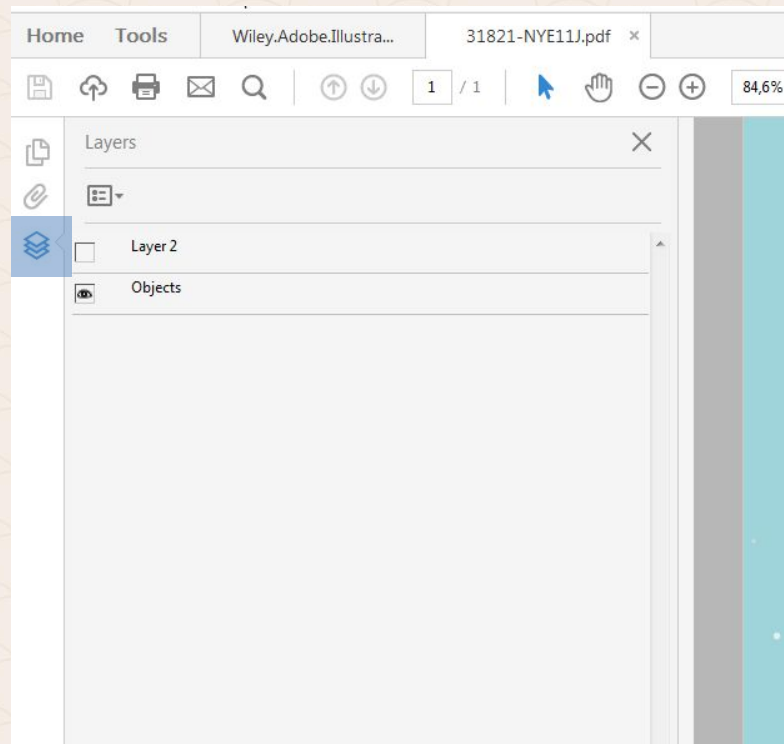 Home Tools Wiley.Adobe.Illustra... 31821-NYE11J.pdf ×
1 / 1 84,6%
Layers
Layer 2
Objects